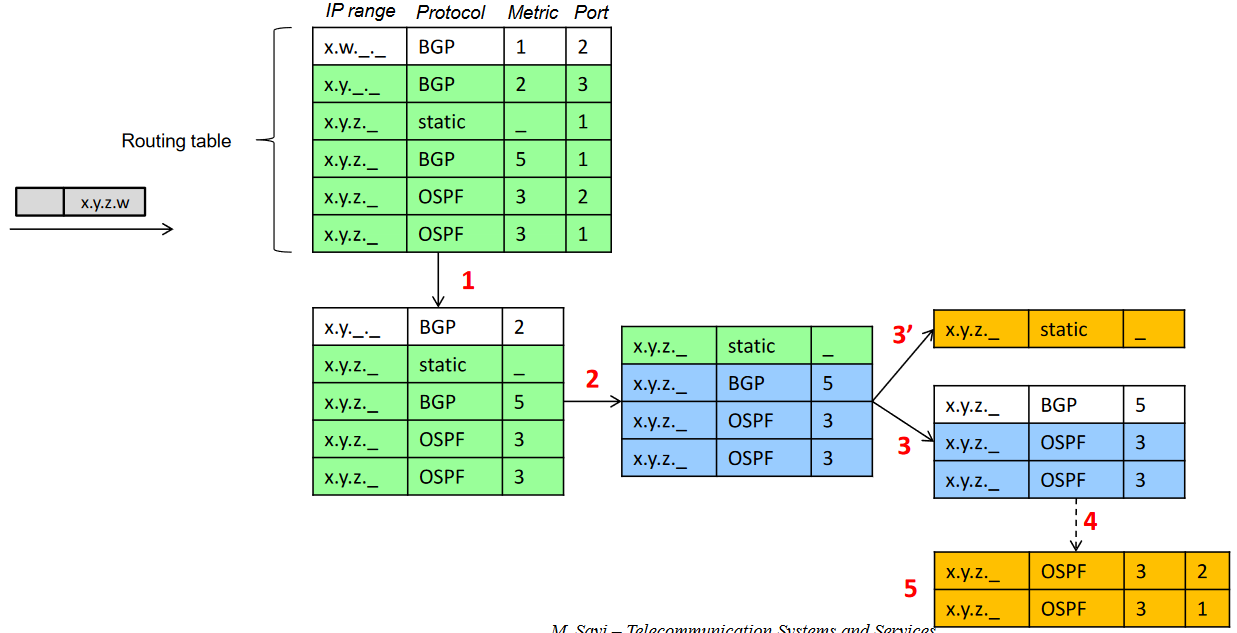 IP range Protocol Metric Port
x.w._._ BGP 1 2
x.y._._ BGP 2 3
x.y.z._ static _ 1
x.y.z._ BGP 5 1
x.y.z._ OSPF 3 2
x.y.z._ OSPF 3 1
Routing table
x.y.z.w
1
x.y._._ BGP 2
x.y.z._ static _
x.y.z._ BGP 5
x.y.z._ OSPF 3
x.y.z._ OSPF 3
2
x.y.z._ static _
x.y.z._ BGP 5
x.y.z._ OSPF 3
x.y.z._ OSPF 3
3’
x.y.z._ static _
3
x.y.z._ BGP 5
x.y.z._ OSPF 3
x.y.z._ OSPF 3
4
5
x.y.z._ OSPF 3 2
x.y.z._ OSPF 3 1
M. Savi – Telecommunication Systems and Services